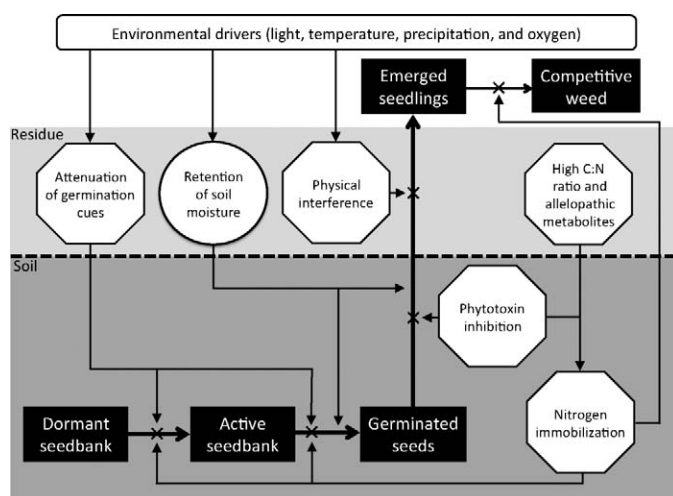 Environmental drivers (light, temperature, precipitation, and oxygen)
Emerged
seedlings
Competitive
weed
Residue
Attenuation
of germination
cues
Retention
of soil
moisture
Physical
interference
High C:N
ratio and
allelopathic
metabolites
Soil
Phytotoxin
inhibition
Dormant
seedbank
Active
seedbank
Germinated
seeds
Nitrogen
immobilization